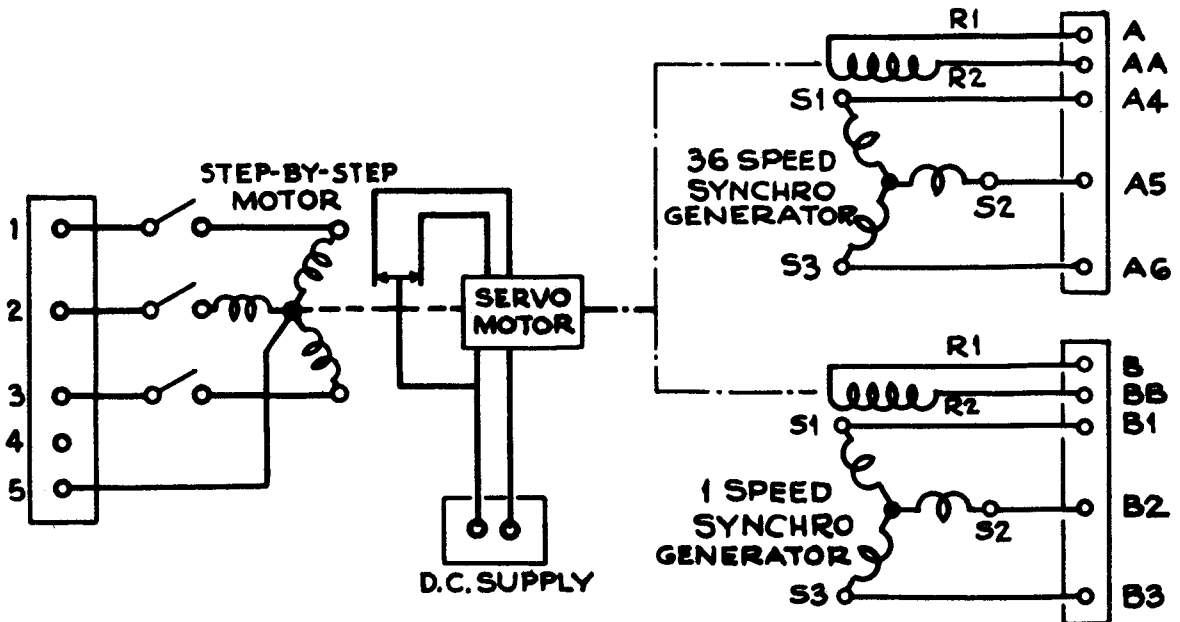 STEP-BY-STEP
MOTOR
1
2
3
4
5
SERVO
MOTOR
D.C. SUPPLY
R1
R2
S1
36 SPEED
SYNCHRO
GENERATOR
S2
S3
A
AA
A4
A5
A6
R1
R2
S1
1 SPEED
SYNCHRO
GENERATOR
S2
S3
B
BB
B1
B2
B3